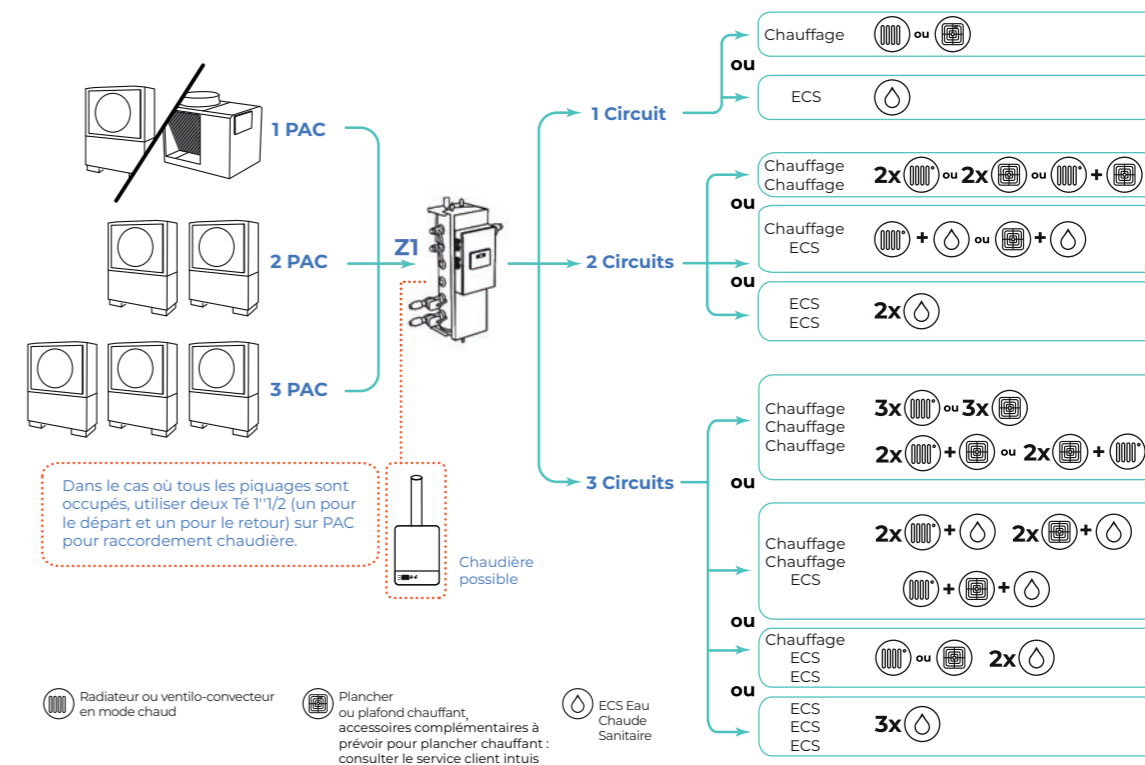 1 PAC
2 PAC
3 PAC
Z1
Dans le cas où tous les piquages sont
occupés, utiliser deux Té 1''1/2 (un pour
le départ et un pour le retour) sur PAC
pour raccordement chaudière.
Chaudière
possible
1 Circuit
Chauffage
ou
ou
ECS
2 Circuits
Chauffage
Chauffage
2x ou 2x ou +
ou
Chauffage
ECS
+ ou +
ou
ECS
ECS
2x
3 Circuits
Chauffage
Chauffage
Chauffage
3x ou 3x
2x + ou 2x +
ou
Chauffage
Chauffage
ECS
2x + 2x +
+ +
ou
Chauffage
ECS
ECS
ou 2x
ou
ECS
ECS
ECS
3x
Radiateur ou ventilo-convecteur
en mode chaud
Plancher
ou plafond chauffant,
accessoires complémentaires à
prévoir pour plancher chauffant :
consulter le service client intuis
ECS Eau
Chaude
Sanitaire